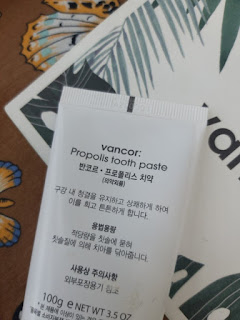 vancor:
Propolis tooth paste
반코르 · 프로폴리스 치약
(의약외품)
구강 내 청결을 유지하고 상쾌하게 하며
이를 희고 튼튼하게 합니다.
용법용량
적당량을 칫솔에 묻혀
칫솔질에 의해 치아를 닦아줍니다.
사용상 주의사항
외부포장용기
100g ℮ NET WT 3.5 OZ
van